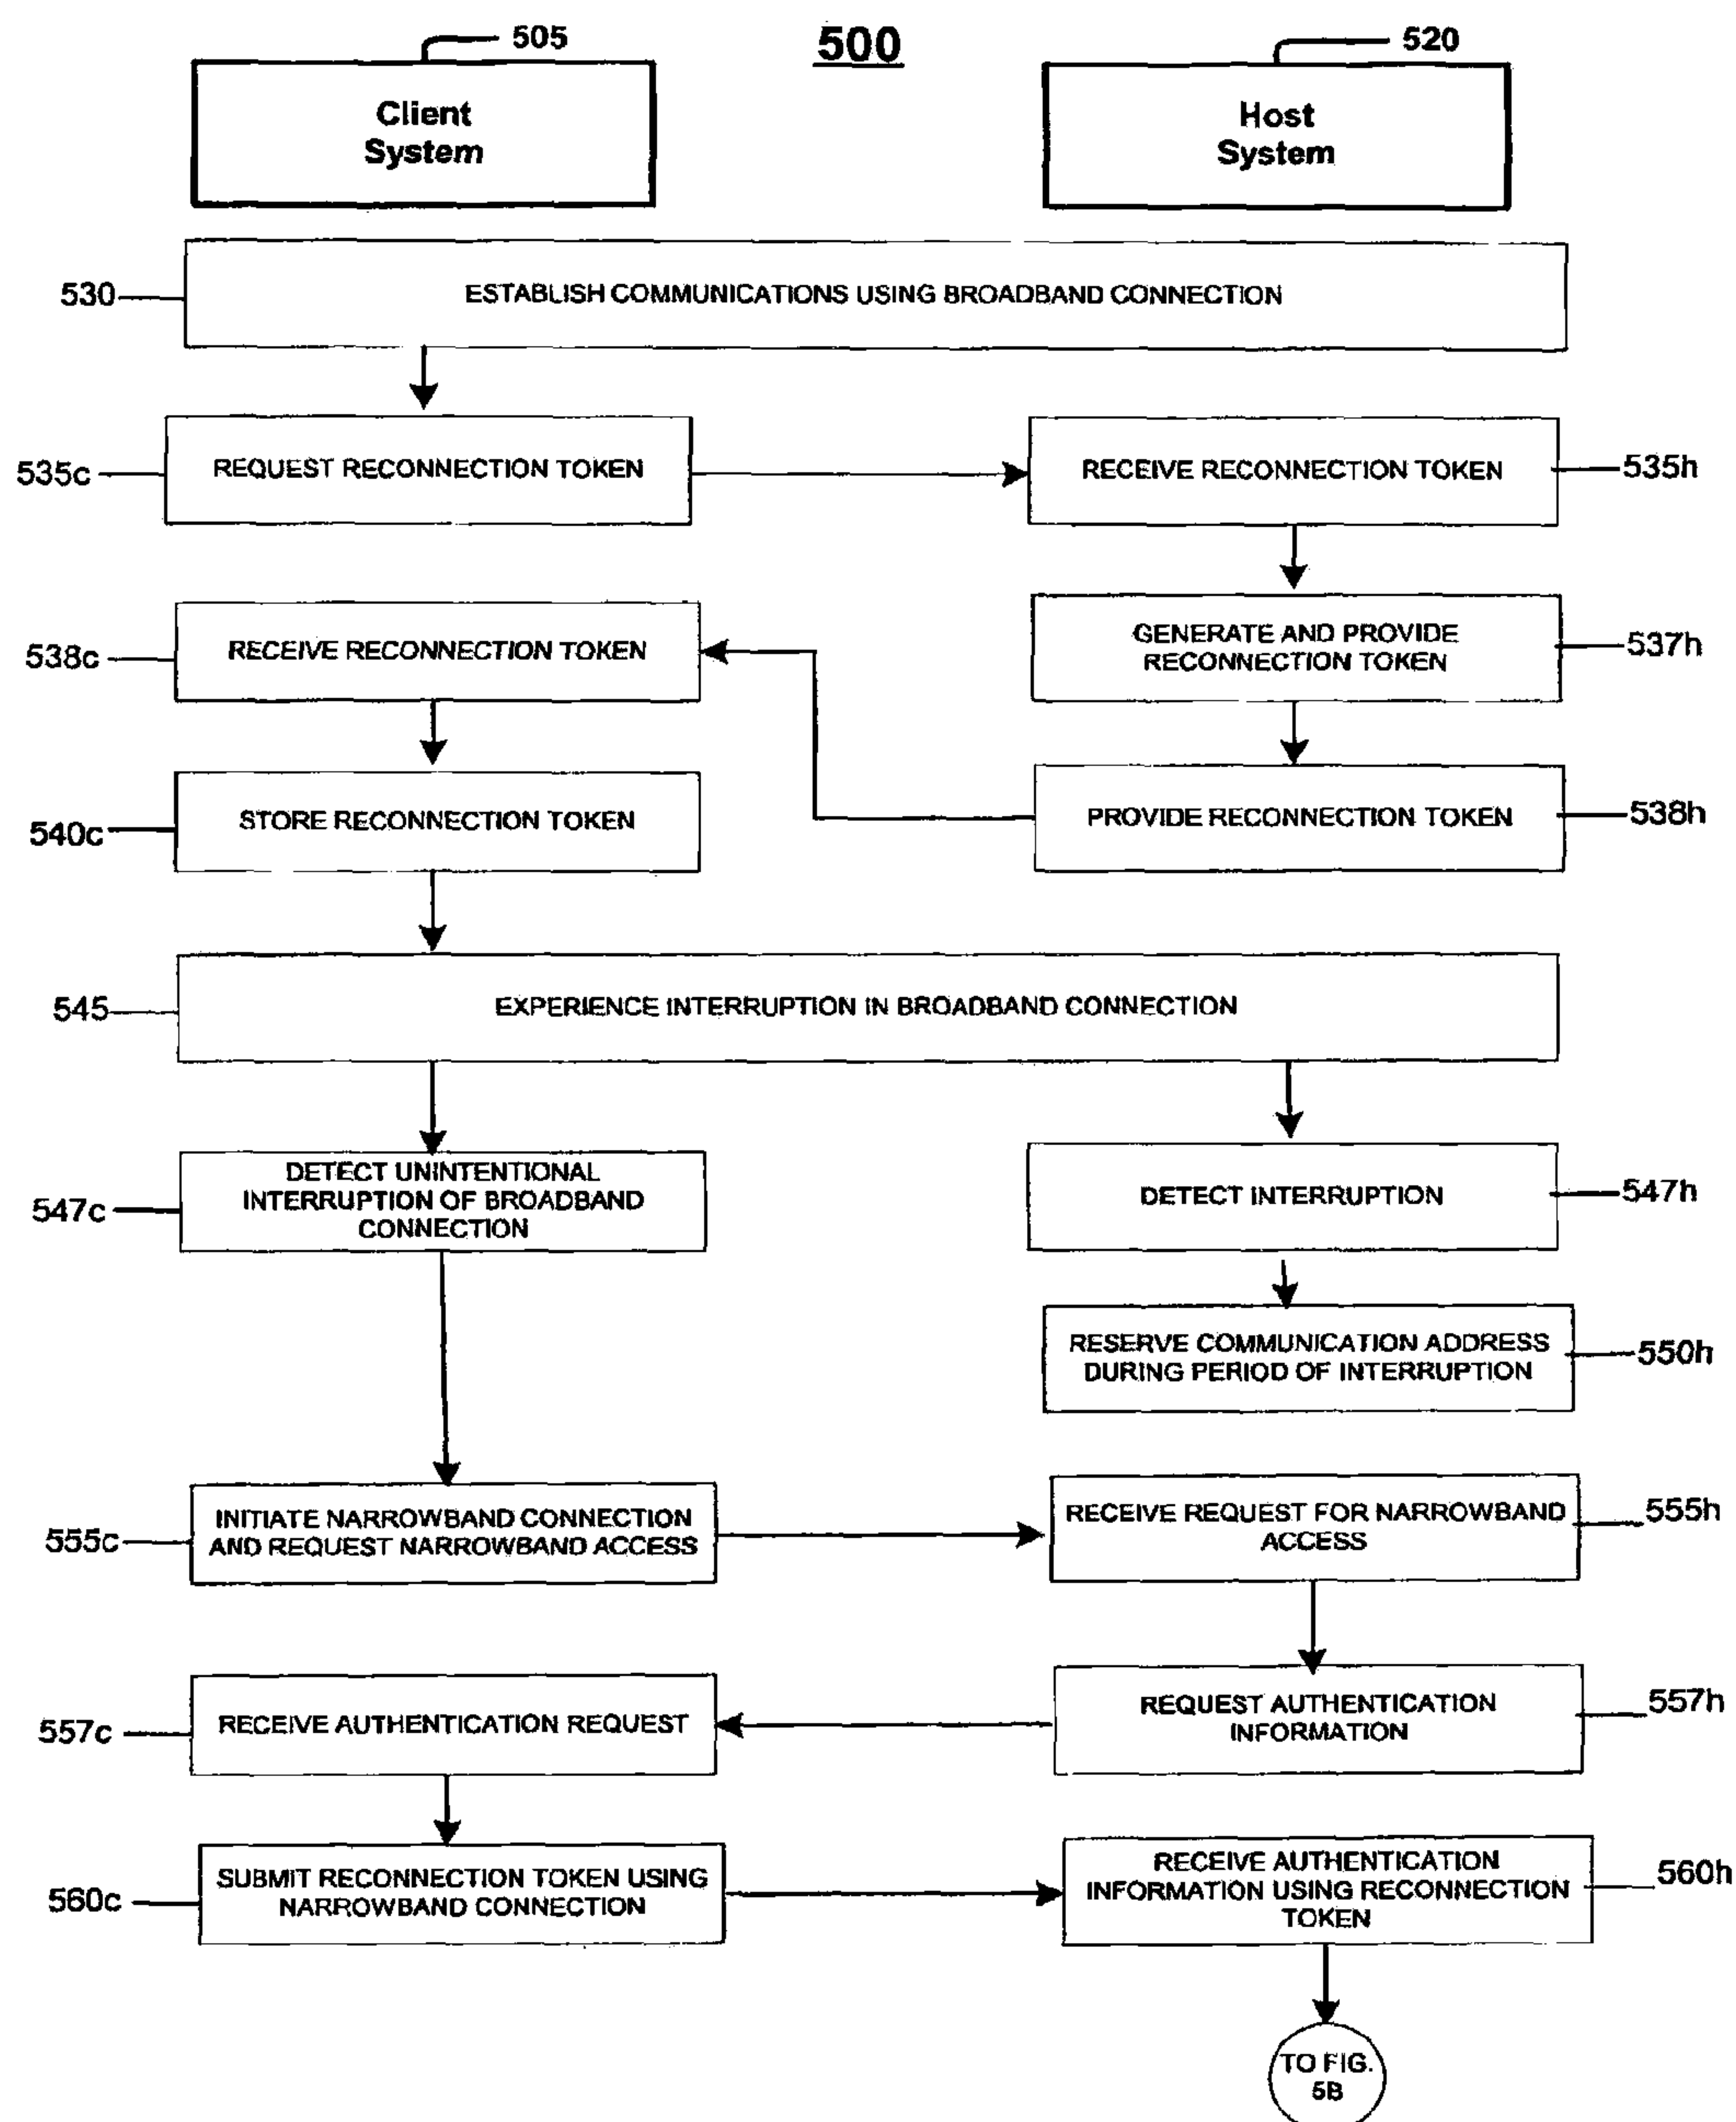 500
505
520
Client
System
Host
System
530
ESTABLISH COMMUNICATIONS USING BROADBAND CONNECTION
535c
REQUEST RECONNECTION TOKEN
RECEIVE RECONNECTION TOKEN
535h
538c
RECEIVE RECONNECTION TOKEN
GENERATE AND PROVIDE
RECONNECTION TOKEN
537h
540c
STORE RECONNECTION TOKEN
PROVIDE RECONNECTION TOKEN
538h
545
EXPERIENCE INTERRUPTION IN BROADBAND CONNECTION
547c
DETECT UNINTENTIONAL
INTERRUPTION OF BROADBAND
CONNECTION
DETECT INTERRUPTION
547h
RESERVE COMMUNICATION ADDRESS
DURING PERIOD OF INTERRUPTION
550h
555c
INITIATE NARROWBAND CONNECTION
AND REQUEST NARROWBAND ACCESS
RECEIVE REQUEST FOR NARROWBAND
ACCESS
555h
557c
RECEIVE AUTHENTICATION REQUEST
REQUEST AUTHENTICATION
INFORMATION
557h
560c
SUBMIT RECONNECTION TOKEN USING
NARROWBAND CONNECTION
RECEIVE AUTHENTICATION
INFORMATION USING RECONNECTION
TOKEN
560h
TO FIG.
5B